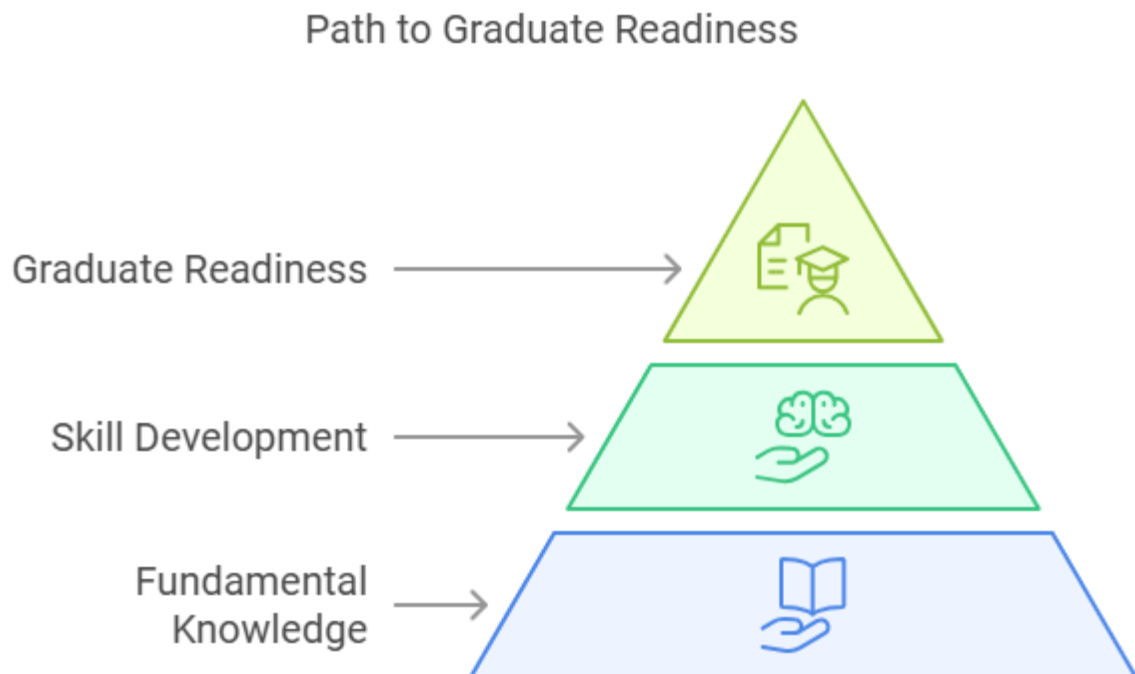 Path to Graduate Readiness
Graduate Readiness
Skill Development
Fundamental
Knowledge